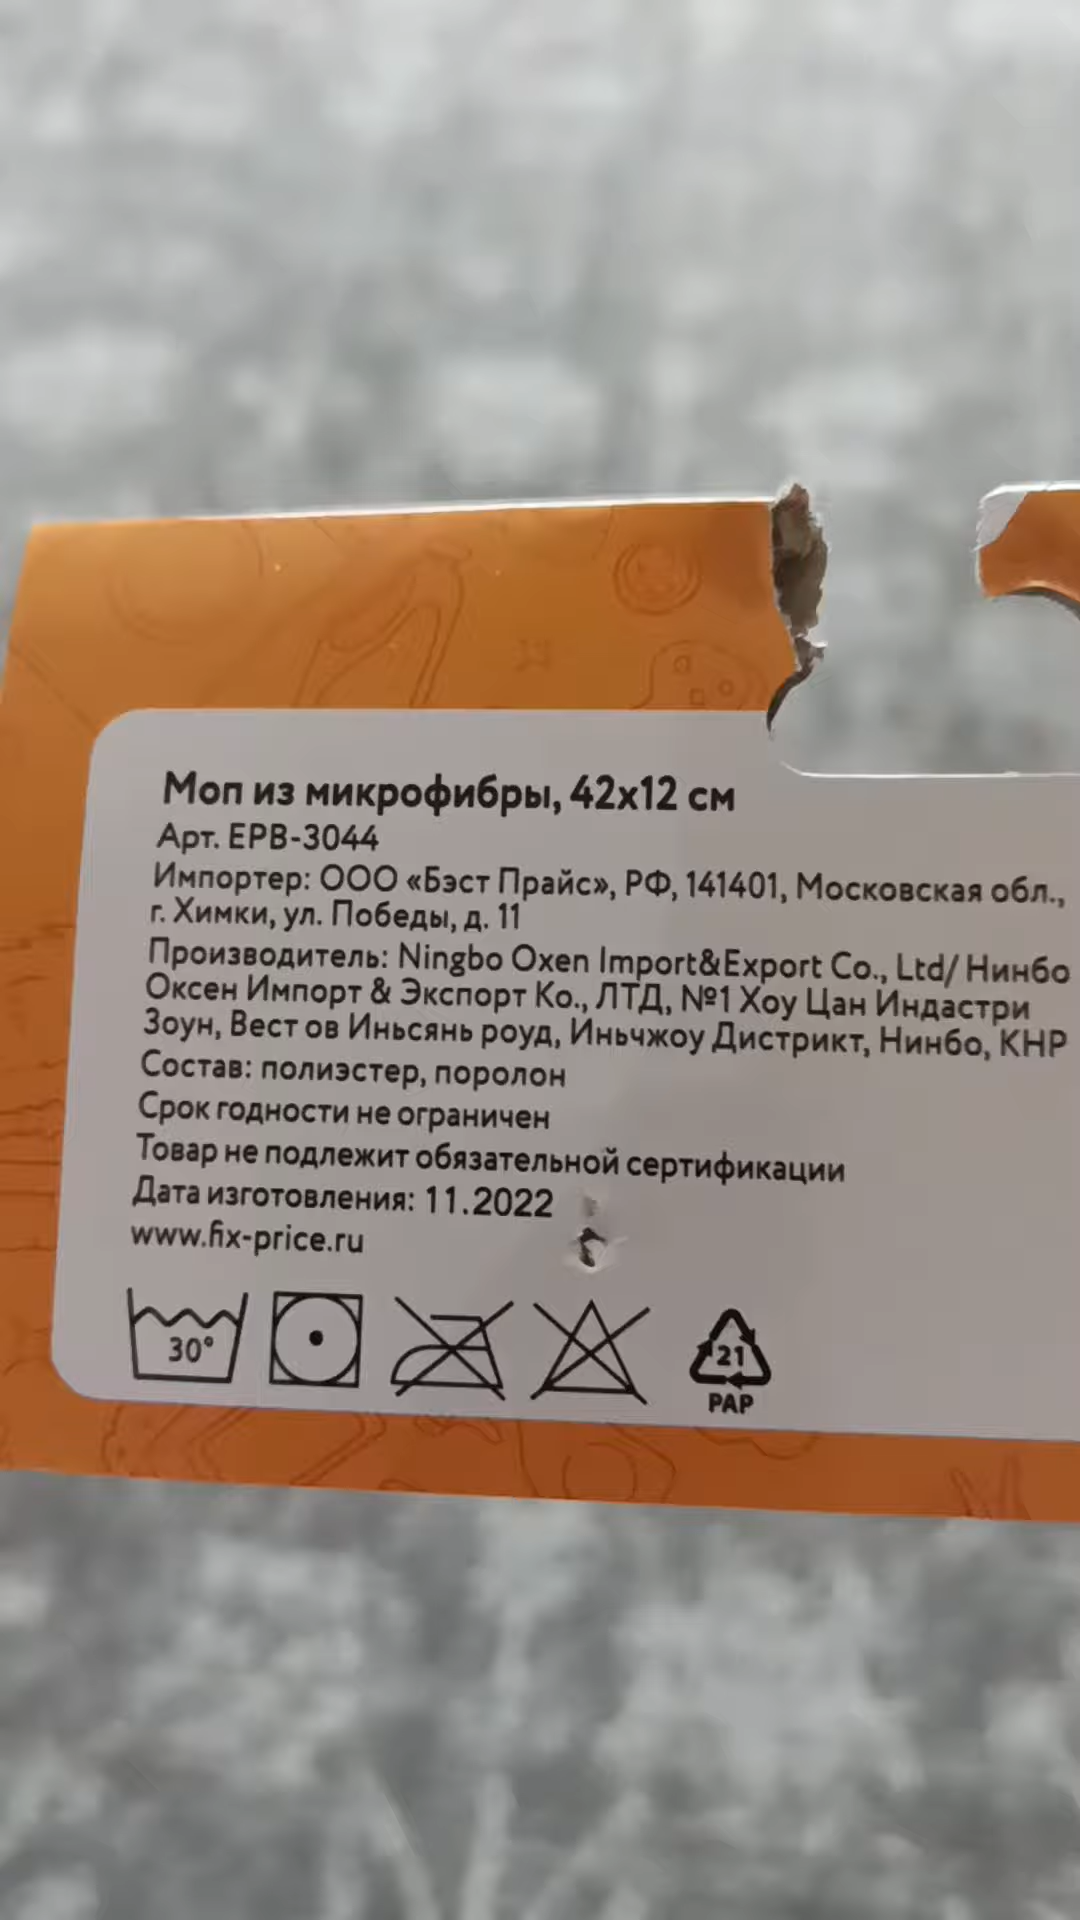 Моп из микрофибры, 42х12 см
Арт. EPB-3044
Импортер: ООО «Бэст Прайс», РФ, 141401, Московская обл.,
г. Химки, ул. Победы, д. 11
Производитель: Ningbo Oxen Import&Export Co., Ltd/ Нинбо
Оксен Импорт & Экспорт Ко., ЛТД, №1 Хоу Цан Индастри
Зоун, Вест ов Иньсянь роуд, Иньчжоу Дистрикт, Нинбо, КНР
Состав: полиэстер, поролон
Срок годности не ограничен
Товар не подлежит обязательной сертификации
Дата изготовления: 11.2022
www.fix-price.ru
30°
21
PAP